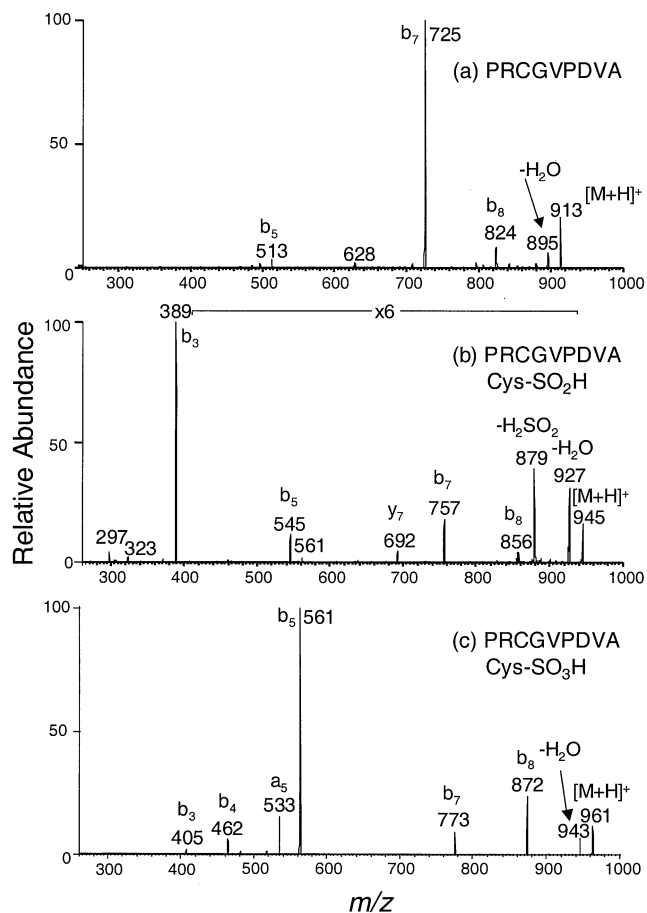 Relative Abundance
100
50
0
b₇ 725
(a) PRCGVPDVA
-H₂O
[M+H]⁺
913
b₈
824
895
b₅
513
628
300 400 500 600 700 800 900 1000
x6
100
50
0
389
b₃
(b) PRCGVPDVA
Cys-SO₂H
-H₂SO₂
879
-H₂O
927
[M+H]⁺
945
b₇
757
b₅
545
561
y₇
692
b₈
856
297
323
300 400 500 600 700 800 900 1000
100
50
0
b₅ 561
(c) PRCGVPDVA
Cys-SO₃H
b₈
872
-H₂O
[M+H]⁺
961
943
a₅
533
b₃
405
b₄
462
b₇
773
300 400 500 600 700 800 900 1000
m/z